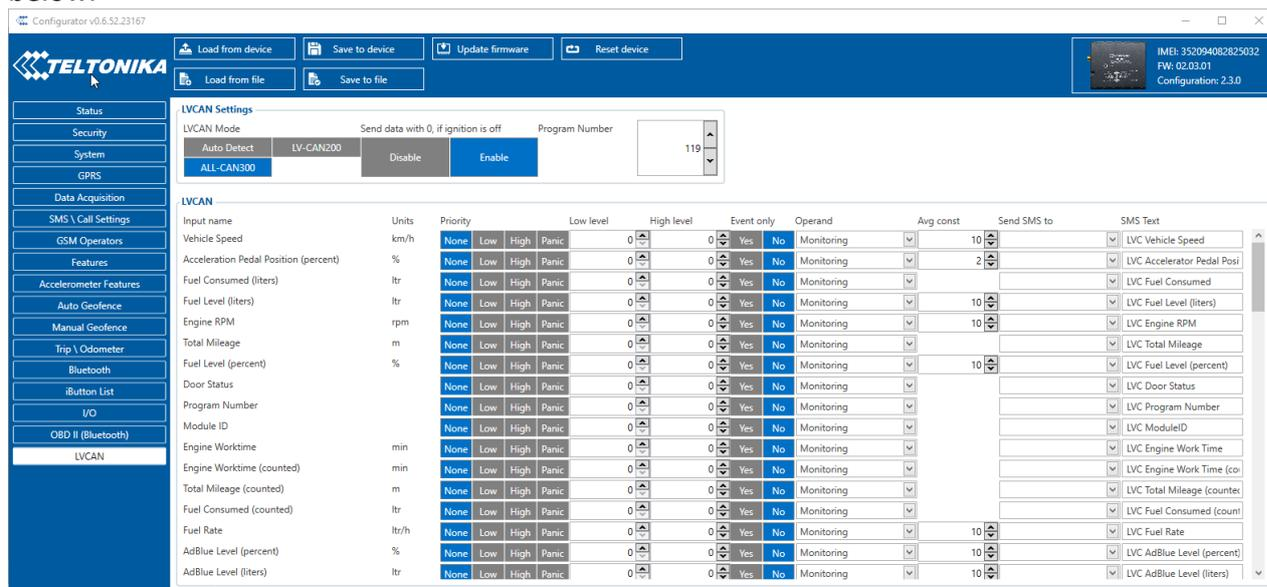 Configurator v0.6.52.23167
TELTONIKA
Load from device Save to device Update firmware Reset device
Load from file Save to file
IMEI: 352094082825032
FW: 02.03.01
Configuration: 2.3.0
Status
Security
System
GPRS
Data Acquisition
SMS \ Call Settings
GSM Operators
Features
Accelerometer Features
Auto Geofence
Manual Geofence
Trip \ Odometer
Bluetooth
iButton List
I/O
OBD II (Bluetooth)
LVCAN
LVCAN Settings
LVCAN Mode Send data with 0, if ignition is off Program Number
Auto Detect LV-CAN200 Disable Enable 119
ALL-CAN300
LVCAN
Input name Units Priority Low level High level Event only Operand Avg const Send SMS to SMS Text
Vehicle Speed km/h None Low High Panic 0 0 Yes No Monitoring 10 LVC Vehicle Speed
Acceleration Pedal Position (percent) % None Low High Panic 0 0 Yes No Monitoring 2 LVC Accelerator Pedal Posi
Fuel Consumed (liters) ltr None Low High Panic 0 0 Yes No Monitoring LVC Fuel Consumed
Fuel Level (liters) ltr None Low High Panic 0 0 Yes No Monitoring 10 LVC Fuel Level (liters)
Engine RPM rpm None Low High Panic 0 0 Yes No Monitoring 10 LVC Engine RPM
Total Mileage m None Low High Panic 0 0 Yes No Monitoring LVC Total Mileage
Fuel Level (percent) % None Low High Panic 0 0 Yes No Monitoring 10 LVC Fuel Level (percent)
Door Status None Low High Panic 0 0 Yes No Monitoring LVC Door Status
Program Number None Low High Panic 0 0 Yes No Monitoring LVC Program Number
Module ID None Low High Panic 0 0 Yes No Monitoring LVC ModuleID
Engine Worktime min None Low High Panic 0 0 Yes No Monitoring LVC Engine Work Time
Engine Worktime (counted) min None Low High Panic 0 0 Yes No Monitoring LVC Engine Work Time (co
Total Mileage (counted) m None Low High Panic 0 0 Yes No Monitoring LVC Total Mileage (counted
Fuel Consumed (counted) ltr None Low High Panic 0 0 Yes No Monitoring LVC Fuel Consumed (count
Fuel Rate ltr/h None Low High Panic 0 0 Yes No Monitoring 10 LVC Fuel Rate
AdBlue Level (percent) % None Low High Panic 0 0 Yes No Monitoring 10 LVC AdBlue Level (percent)
AdBlue Level (liters) ltr None Low High Panic 0 0 Yes No Monitoring 10 LVC AdBlue Level (liters)